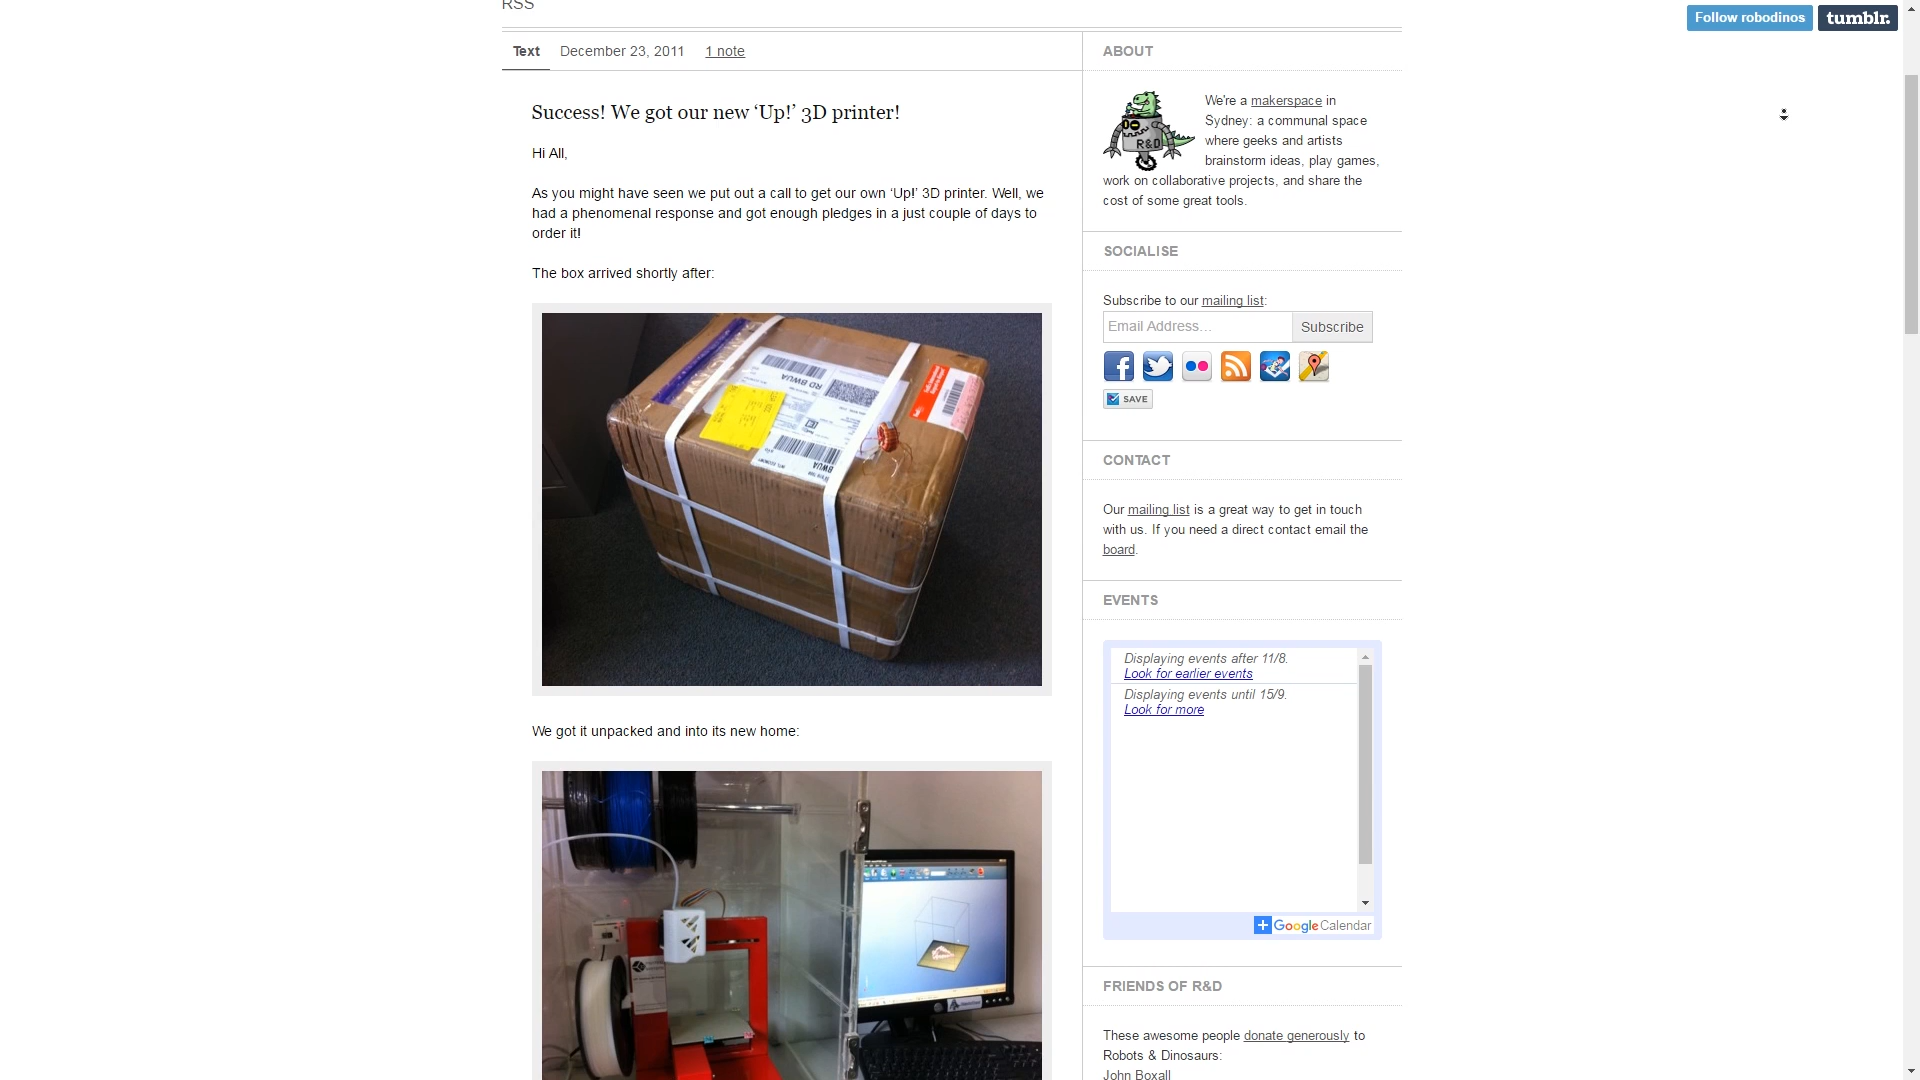 RSS
Follow robodinos
tumblr.
Text December 23, 2011 1 note
Success! We got our new ‘Up!’ 3D printer!
Hi All,
As you might have seen we put out a call to get our own ‘Up!’ 3D printer. Well, we
had a phenomenal response and got enough pledges in a just couple of days to
order it!
The box arrived shortly after:
RD BWUA
BWUA
We got it unpacked and into its new home:
ABOUT
R&D
We're a makerspace in
Sydney: a communal space
where geeks and artists
brainstorm ideas, play games,
work on collaborative projects, and share the
cost of some great tools.
SOCIALISE
Subscribe to our mailing list:
Email Address...
Subscribe
SAVE
CONTACT
Our mailing list is a great way to get in touch
with us. If you need a direct contact email the
board.
EVENTS
Displaying events after 11/8.
Look for earlier events
Displaying events until 15/9.
Look for more
Google Calendar
FRIENDS OF R&D
These awesome people donate generously to
Robots & Dinosaurs:
John Boxall